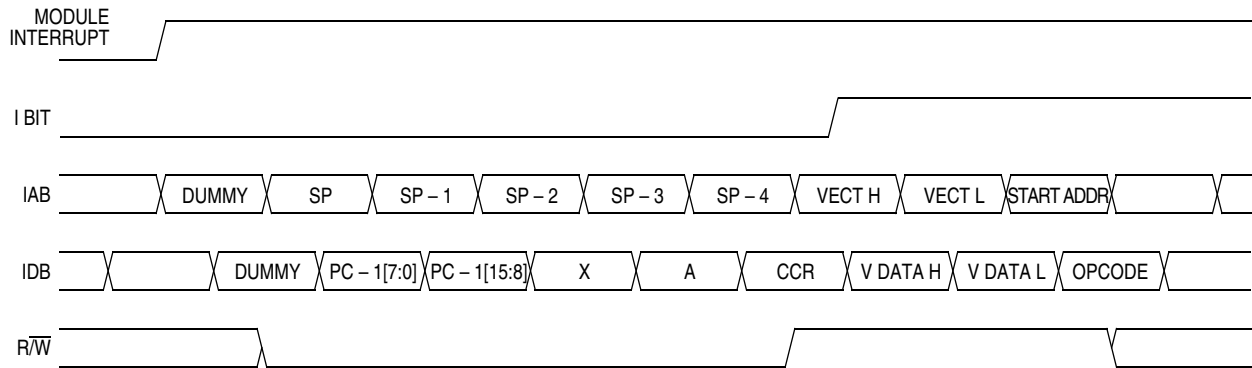 MODULE
INTERRUPT
I BIT
IAB DUMMY SP SP – 1 SP – 2 SP – 3 SP – 4 VECT H VECT L START ADDR
IDB DUMMY PC – 1[7:0] PC – 1[15:8] X A CCR V DATA H V DATA L OPCODE
R/W̅